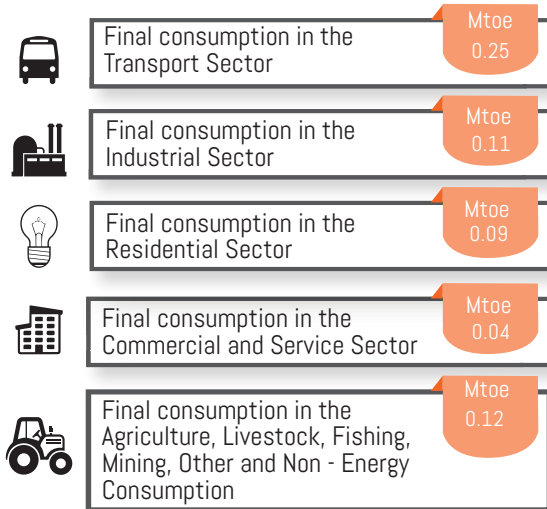 Final consumption in the
Transport Sector
Mtoe
0.25
Final consumption in the
Industrial Sector
Mtoe
0.11
Final consumption in the
Residential Sector
Mtoe
0.09
Final consumption in the
Commercial and Service Sector
Mtoe
0.04
Final consumption in the
Agriculture, Livestock, Fishing,
Mining, Other and Non - Energy
Consumption
Mtoe
0.12